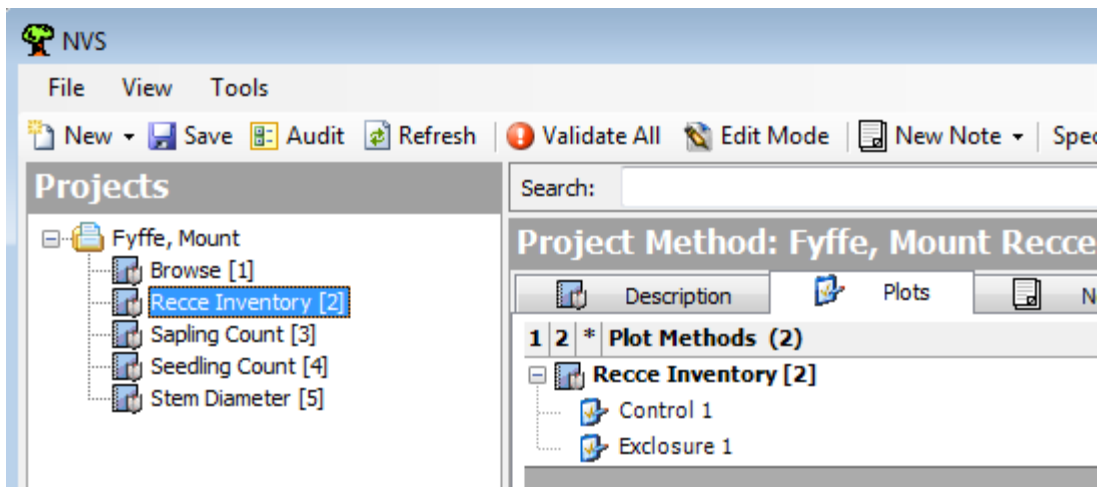 NVS
File View Tools
New Save Audit Refresh Validate All Edit Mode New Note
Projects
Search:
Fyffe, Mount
Browse [1]
Recce Inventory [2]
Sapling Count [3]
Seedling Count [4]
Stem Diameter [5]
Project Method: Fyffe, Mount Recce
Description Plots
1 2 * Plot Methods (2)
Recce Inventory [2]
Control 1
Exclosure 1